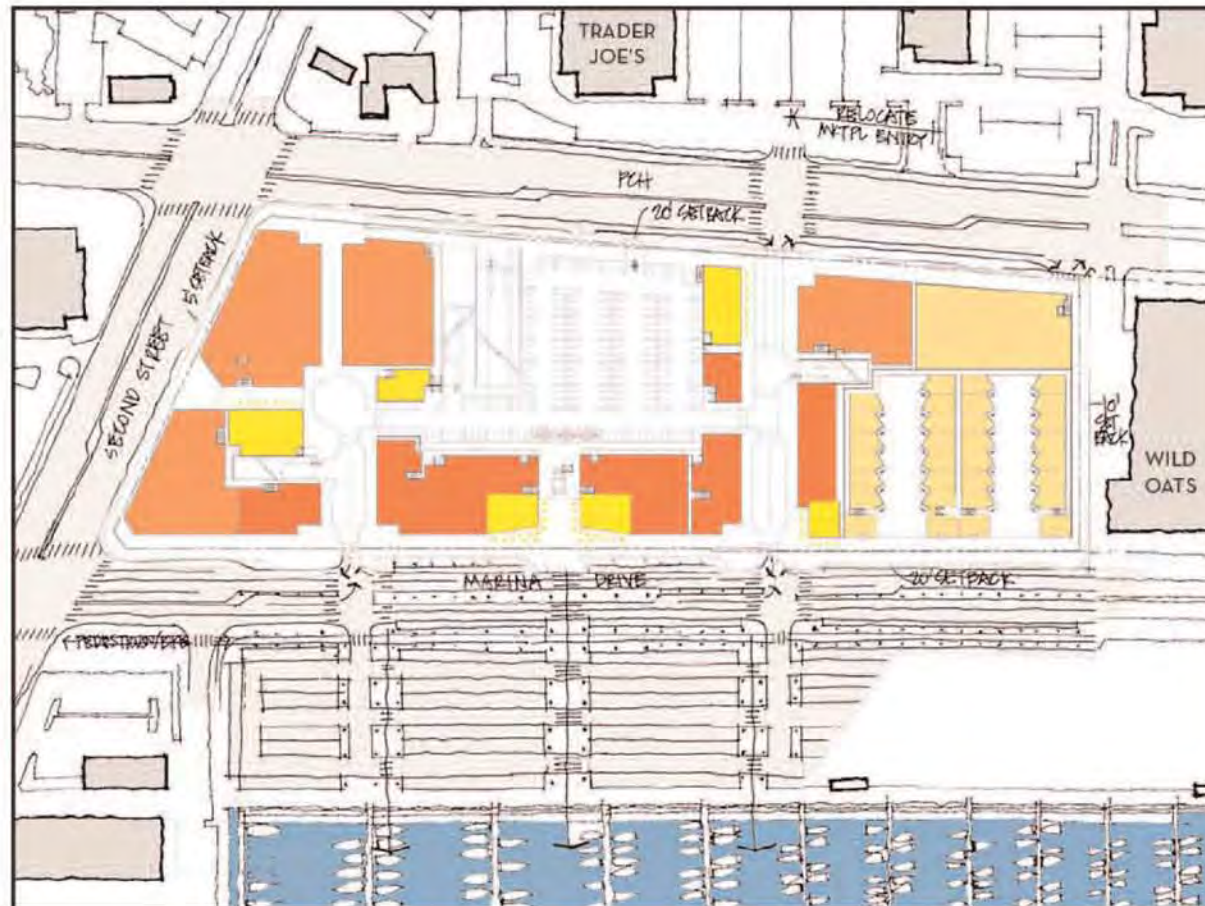 TRADER
JOE'S
RELOCATE
MKTPL ENTRY
PCH
20' SETBACK
SECOND STREET
5' SETBACK
10'
SET
BACK
WILD
OATS
MARINA DRIVE
20' SETBACK
PEDESTRIAN/BIKE